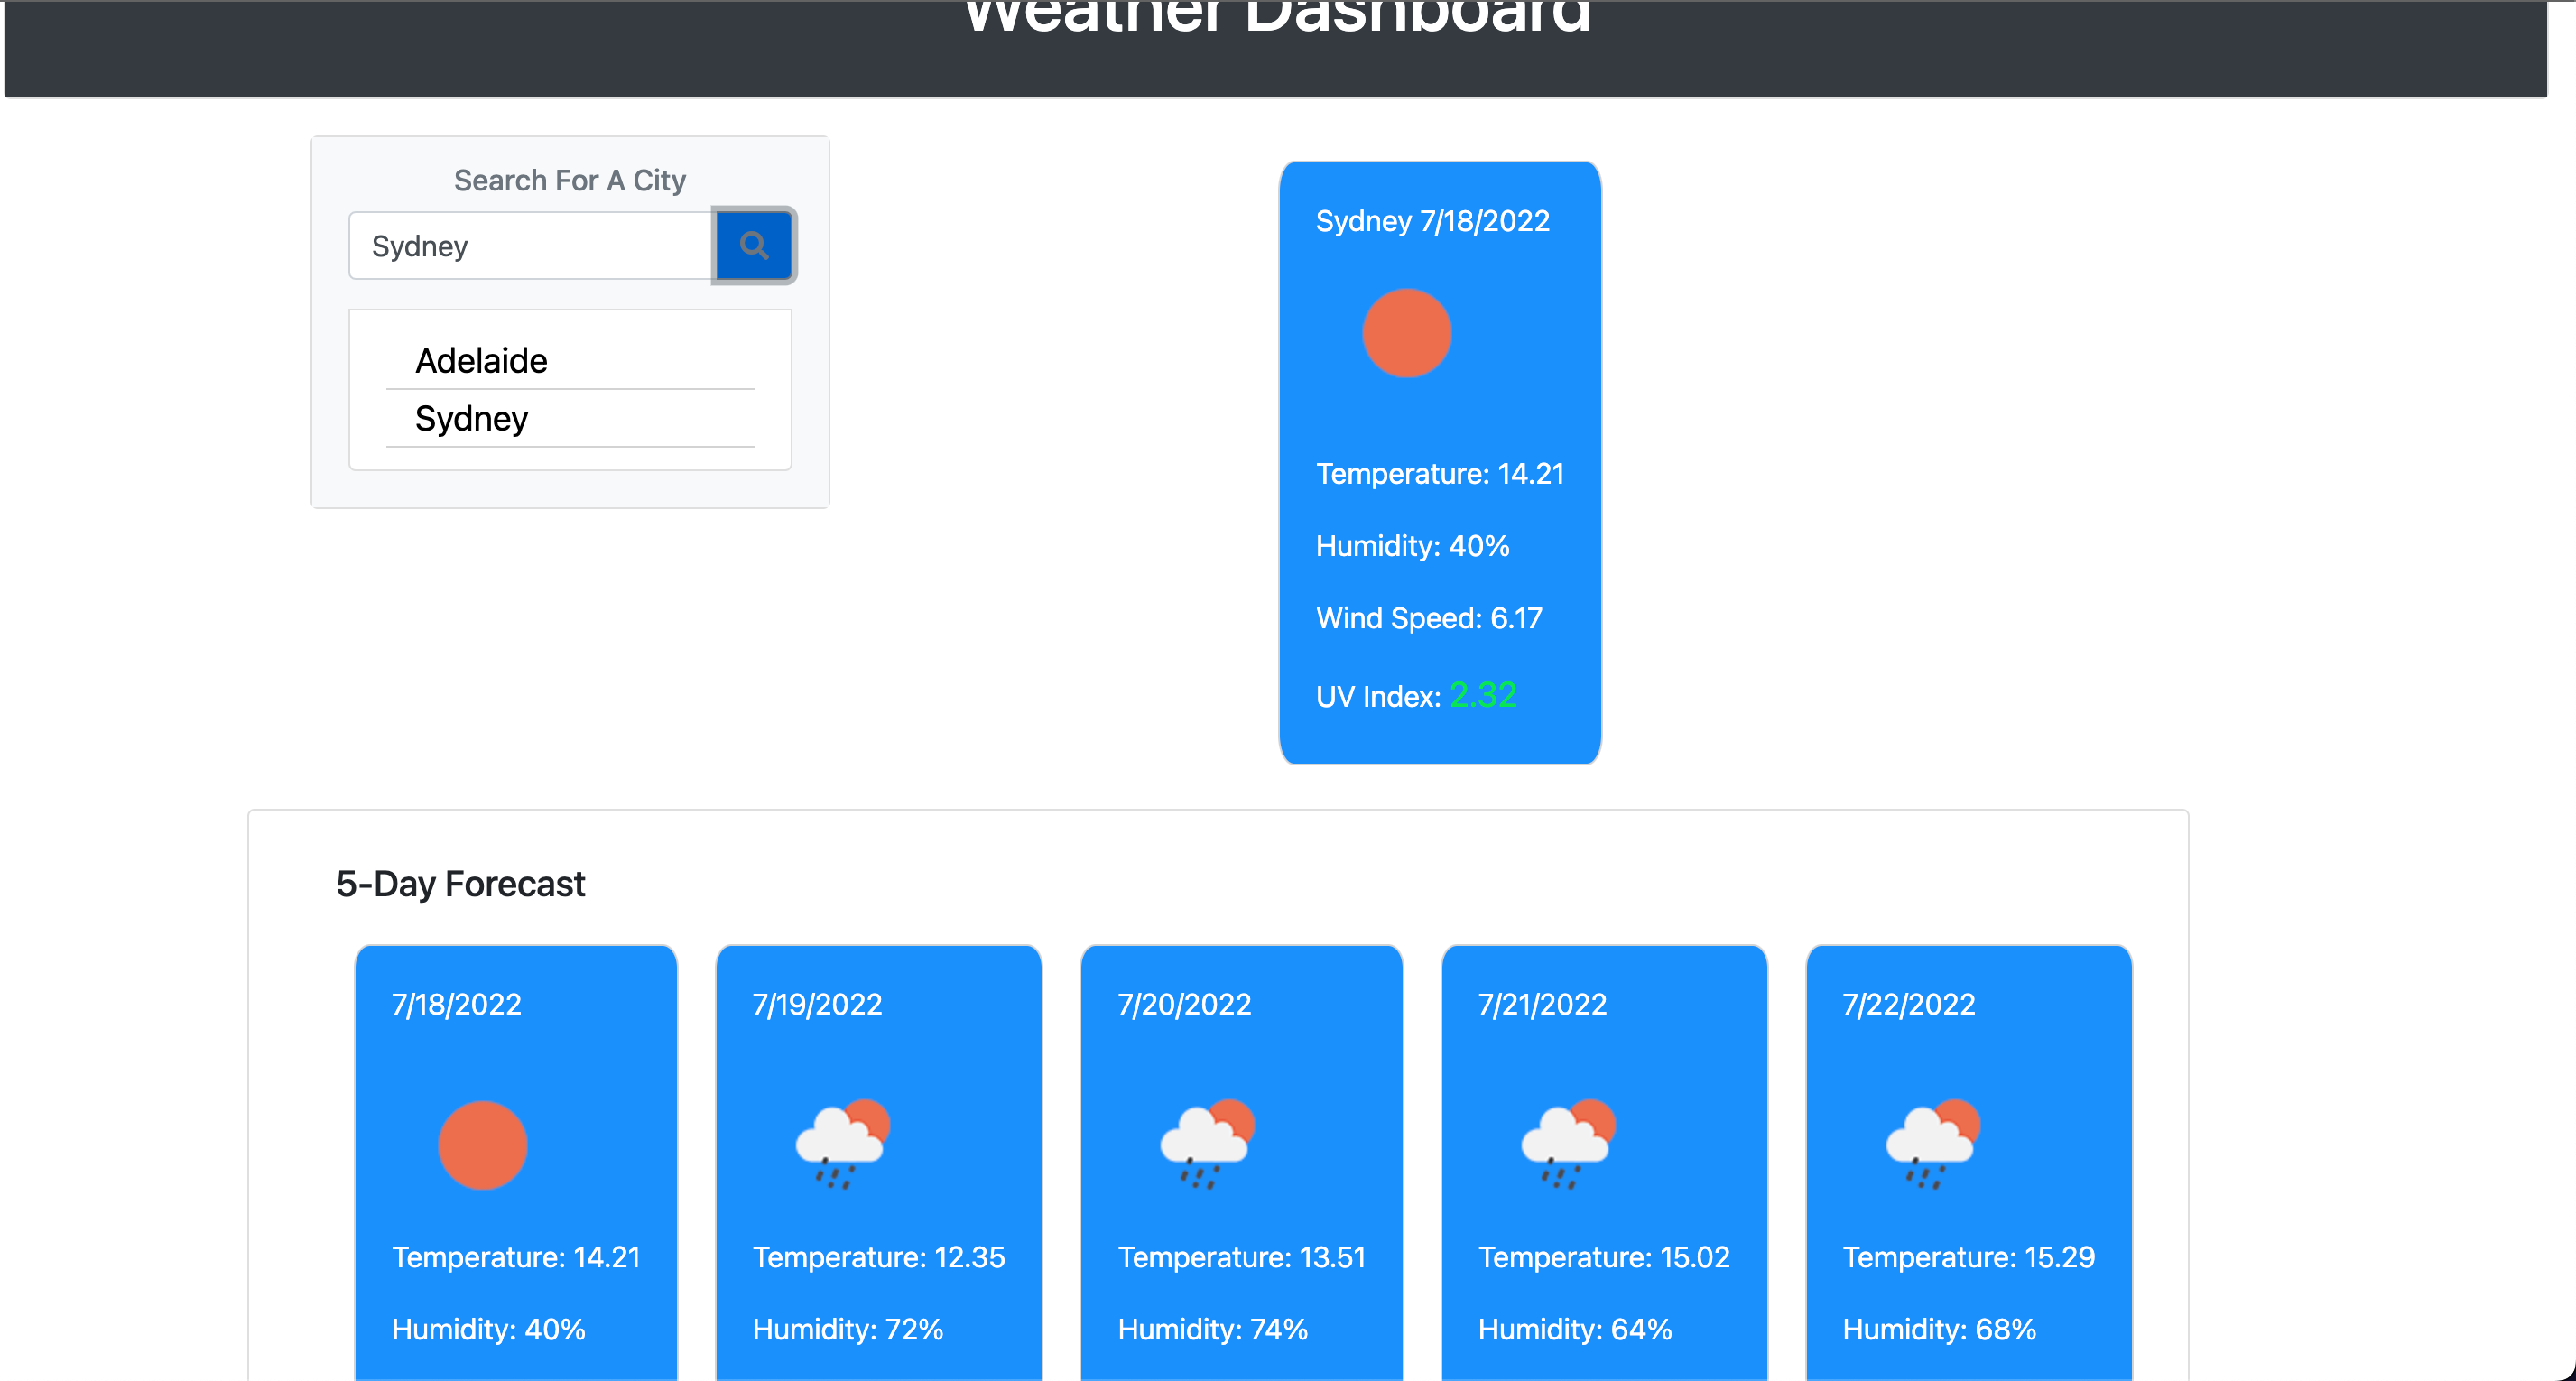 Weather Dashboard
Search For A City
Sydney
Adelaide
Sydney
Sydney 7/18/2022
Temperature: 14.21
Humidity: 40%
Wind Speed: 6.17
UV Index: 2.32
5-Day Forecast
7/18/2022
Temperature: 14.21
Humidity: 40%
7/19/2022
Temperature: 12.35
Humidity: 72%
7/20/2022
Temperature: 13.51
Humidity: 74%
7/21/2022
Temperature: 15.02
Humidity: 64%
7/22/2022
Temperature: 15.29
Humidity: 68%